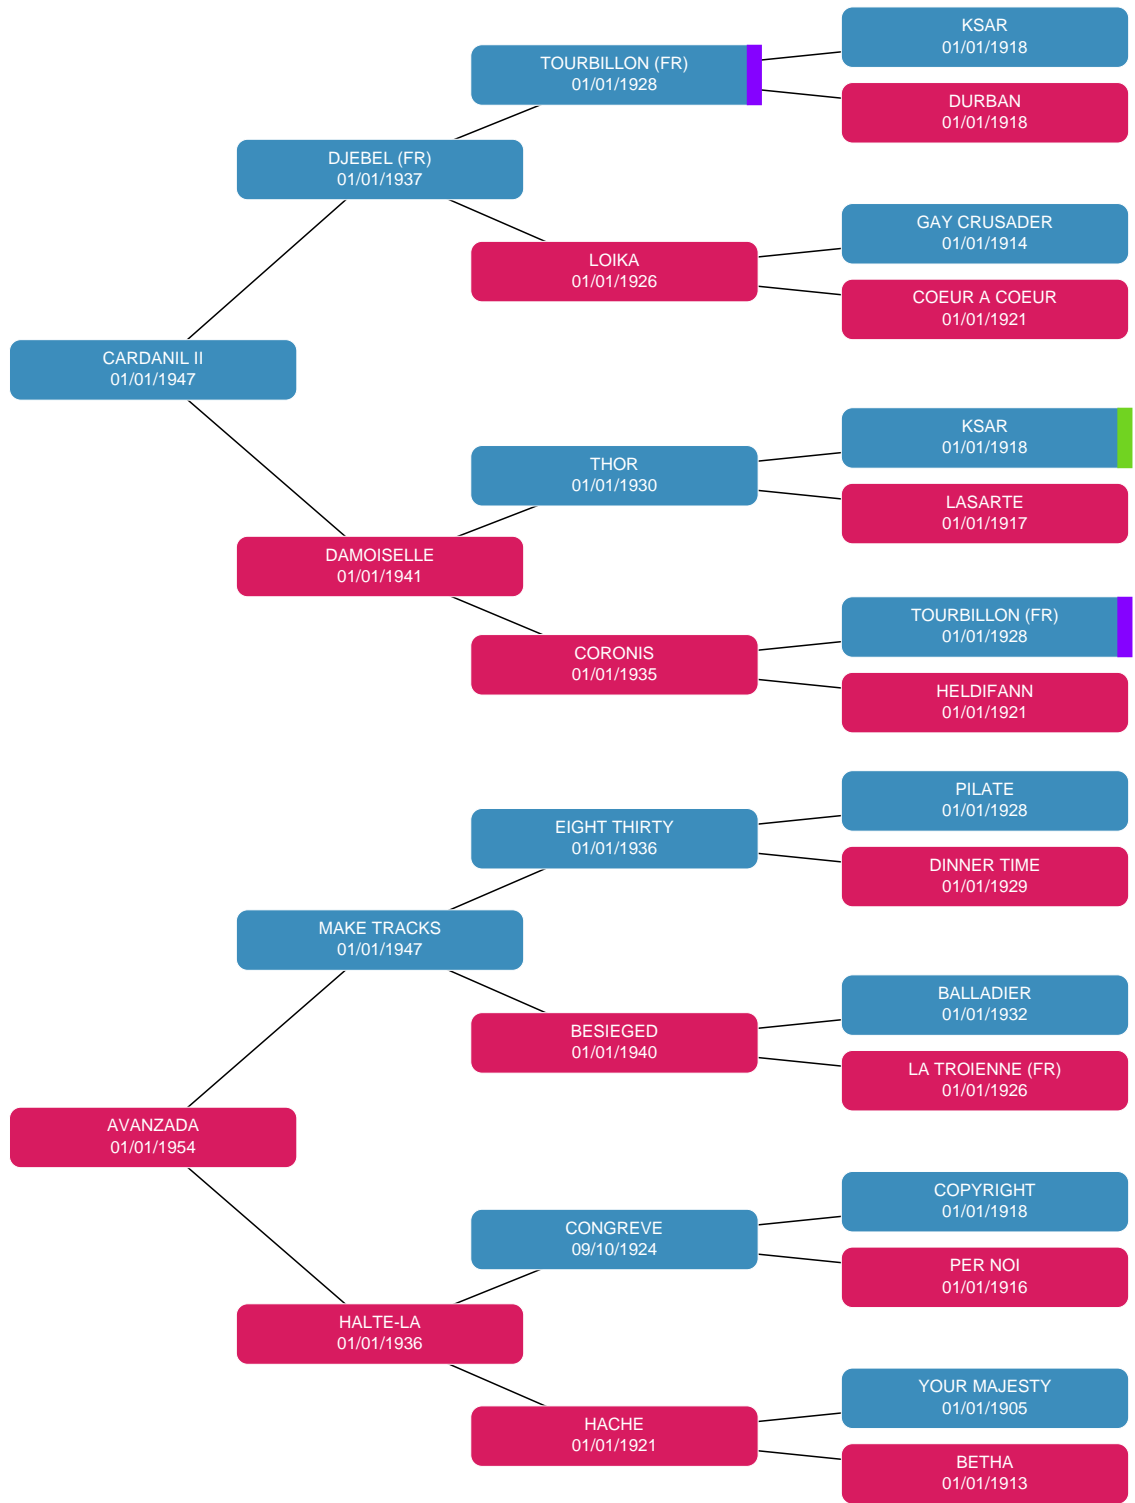 KSAR
01/01/1918
TOURBILLON (FR)
01/01/1928
DURBAN
01/01/1918
DJEBEL (FR)
01/01/1937
GAY CRUSADER
01/01/1914
LOIKA
01/01/1926
COEUR A COEUR
01/01/1921
CARDANIL II
01/01/1947
KSAR
01/01/1918
THOR
01/01/1930
LASARTE
01/01/1917
DAMOISELLE
01/01/1941
TOURBILLON (FR)
01/01/1928
CORONIS
01/01/1935
HELDIFANN
01/01/1921
PILATE
01/01/1928
EIGHT THIRTY
01/01/1936
DINNER TIME
01/01/1929
MAKE TRACKS
01/01/1947
BALLADIER
01/01/1932
BESIEGED
01/01/1940
LA TROIENNE (FR)
01/01/1926
AVANZADA
01/01/1954
COPYRIGHT
01/01/1918
CONGREVE
09/10/1924
PER NOI
01/01/1916
HALTE-LA
01/01/1936
YOUR MAJESTY
01/01/1905
HACHE
01/01/1921
BETHA
01/01/1913